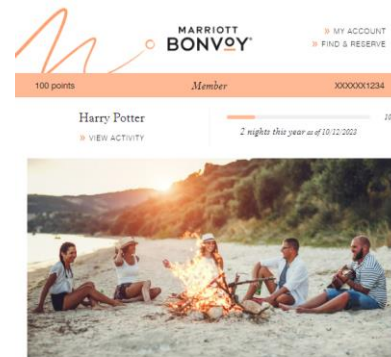 MARRIOTT
BONVOY
» MY ACCOUNT
» FIND & RESERVE
100 points
Member
XXXXXX1234
Harry Potter
» VIEW ACTIVITY
2 nights this year as of 10/12/2023